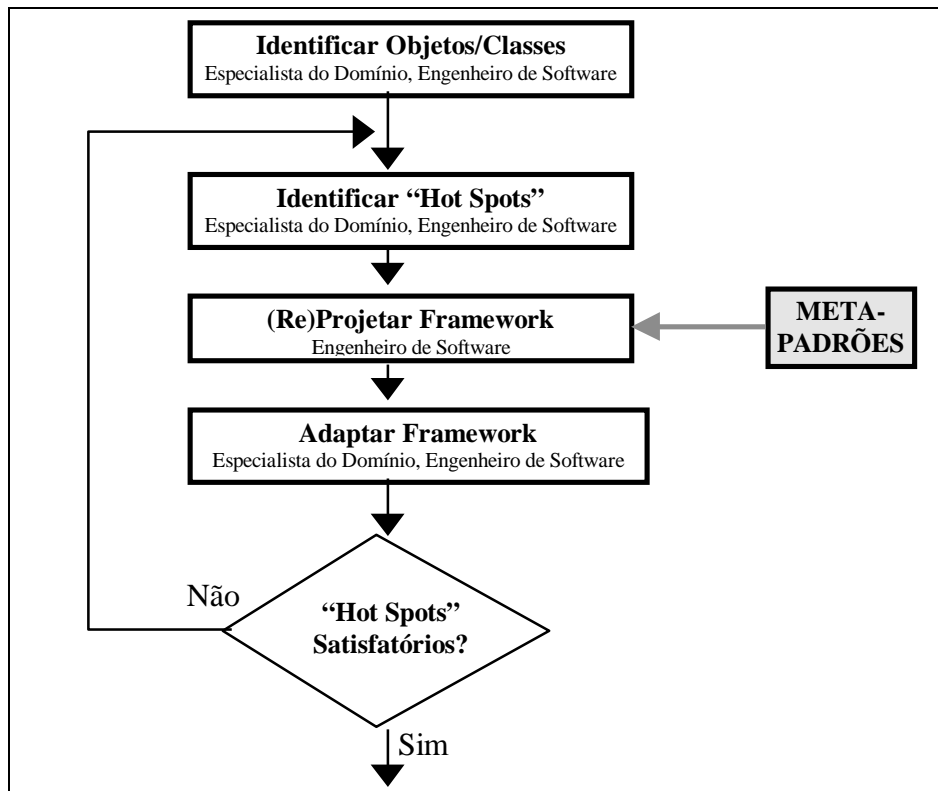 Identificar Objetos/Classes
Especialista do Domínio, Engenheiro de Software
Identificar “Hot Spots”
Especialista do Domínio, Engenheiro de Software
(Re)Projetar Framework
Engenheiro de Software
META-
PADRÕES
Adaptar Framework
Especialista do Domínio, Engenheiro de Software
Não
“Hot Spots”
Satisfatórios?
Sim